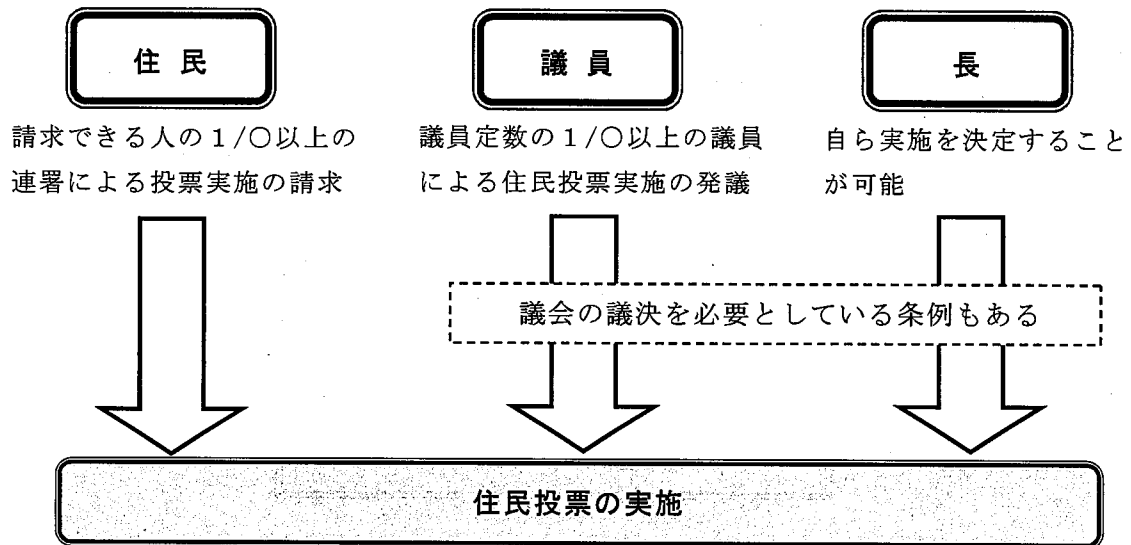 住民
議員
長
請求できる人の1/○以上の
連署による投票実施の請求
議員定数の1/○以上の議員
による住民投票実施の発議
自ら実施を決定すること
が可能
議会の議決を必要としている条例もある
住民投票の実施